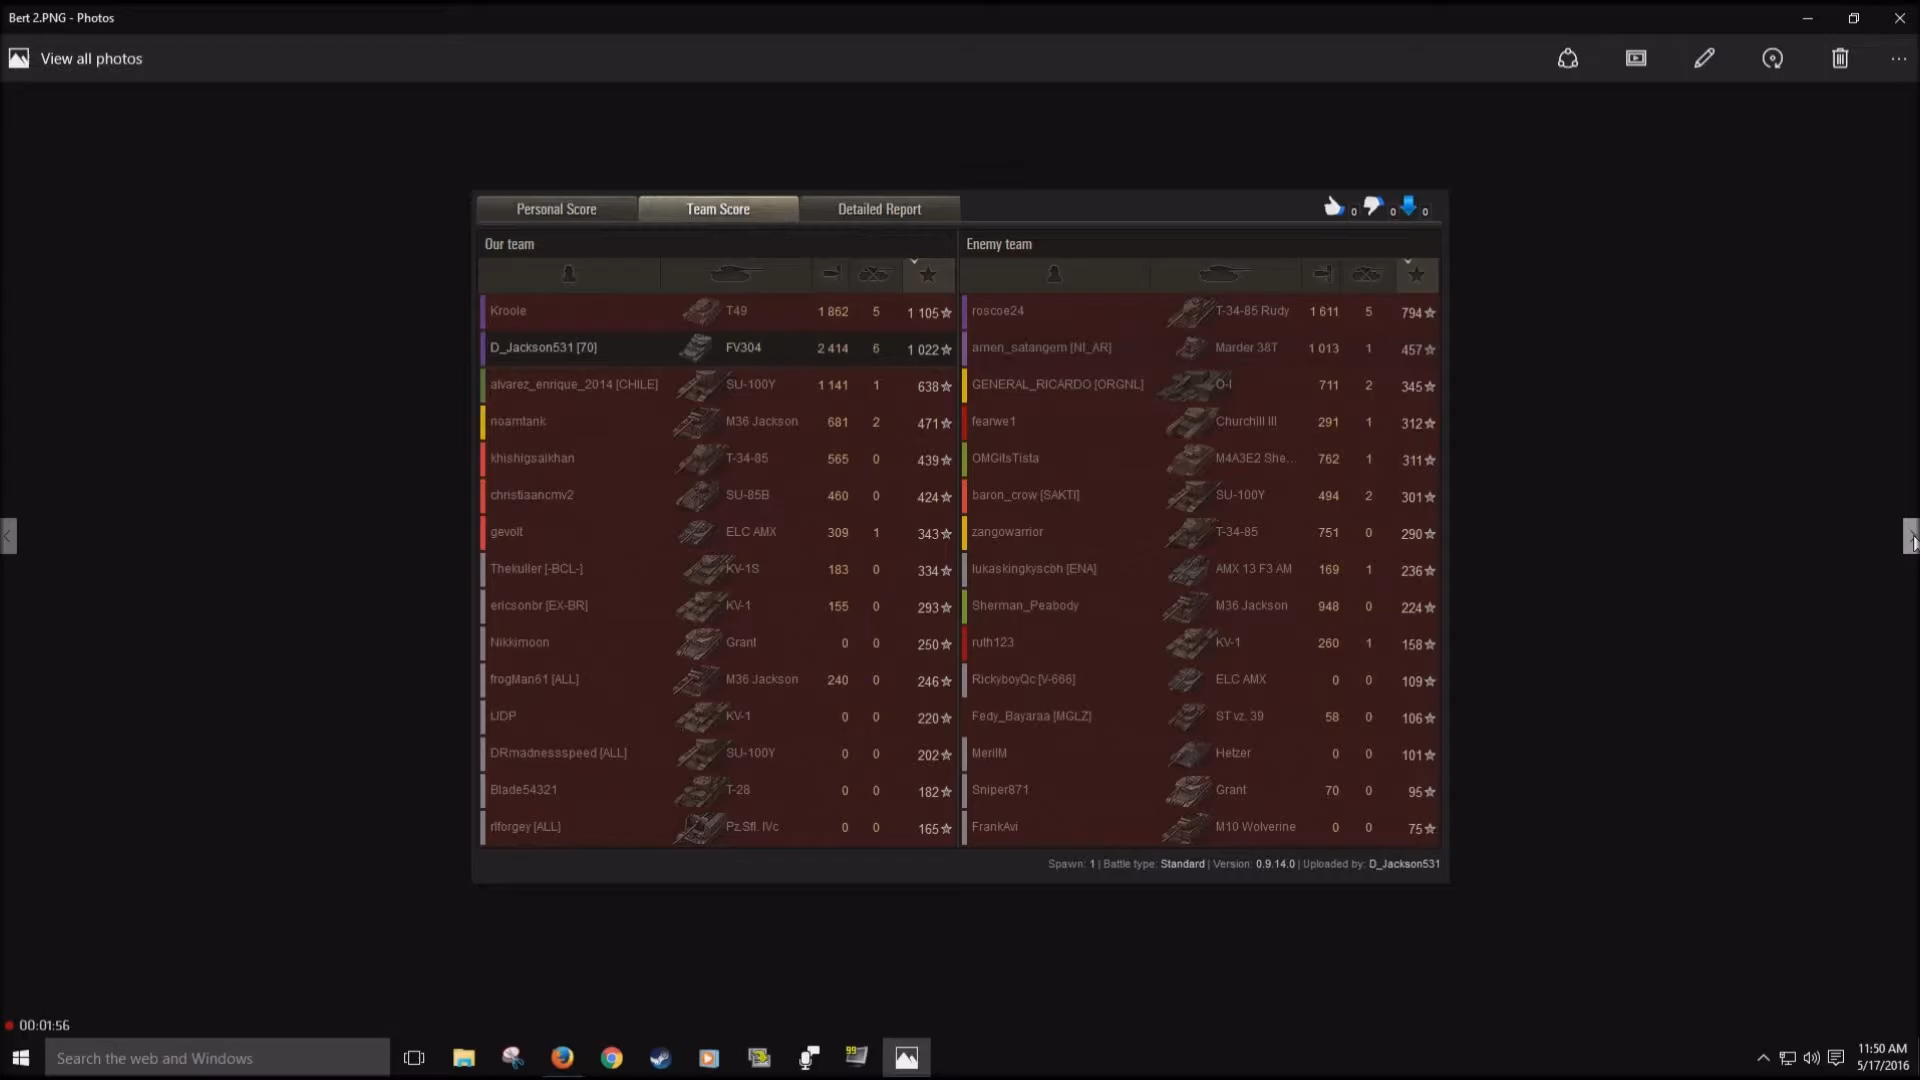 Bert 2.PNG - Photos
View all photos
Personal Score Team Score Detailed Report 0 0 0
Our team Enemy team
Kroole T49 1 862 5 1 105 roscoe24 T-34-85 Rudy 1 611 5 794
D_Jackson531 [70] FV304 2 414 6 1 022 amen_satangem [NI_AR] Marder 38T 1 013 1 457
alvarez_enrique_2014 [CHILE] SU-100Y 1 141 1 638 GENERAL_RICARDO [ORGNL] O-I 711 2 345
noamtank M36 Jackson 681 2 471 fearwe1 Churchill III 291 1 312
khishigsaikhan T-34-85 565 0 439 OMGitsTista M4A3E2 She... 762 1 311
christiaancmv2 SU-85B 460 0 424 baron_crow [SAKTI] SU-100Y 494 2 301
gevolt ELC AMX 309 1 343 zangowarrior T-34-85 751 0 290
Thekuller [-BCL-] KV-1S 183 0 334 lukaskingkyscbh [ENA] AMX 13 F3 AM 169 1 236
ericsonbr [EX-BR] KV-1 155 0 293 Sherman_Peabody M36 Jackson 948 0 224
Nikkimoon Grant 0 0 250 ruth123 KV-1 260 1 158
frogMan61 [ALL] M36 Jackson 240 0 246 RickyboyQc [V-666] ELC AMX 0 0 109
KV-1 0 0 220 Fedy_Bayaraa [MGLZ] ST vz. 39 58 0 106
DRmadnessspeed [ALL] SU-100Y 0 0 202 Hetzer 0 0 101
Blade54321 T-28 0 0 182 Sniper871 Grant 70 0 95
rlforgey [ALL] Pz.Sfl. IVc 0 0 165 FrankAvi M10 Wolverine 0 0 75
Spawn: 1 | Battle type: Standard | Version: 0.9.14.0 | Uploaded by: D_Jackson531
00:01:56
Search the web and Windows
99
11:50 AM
5/17/2016